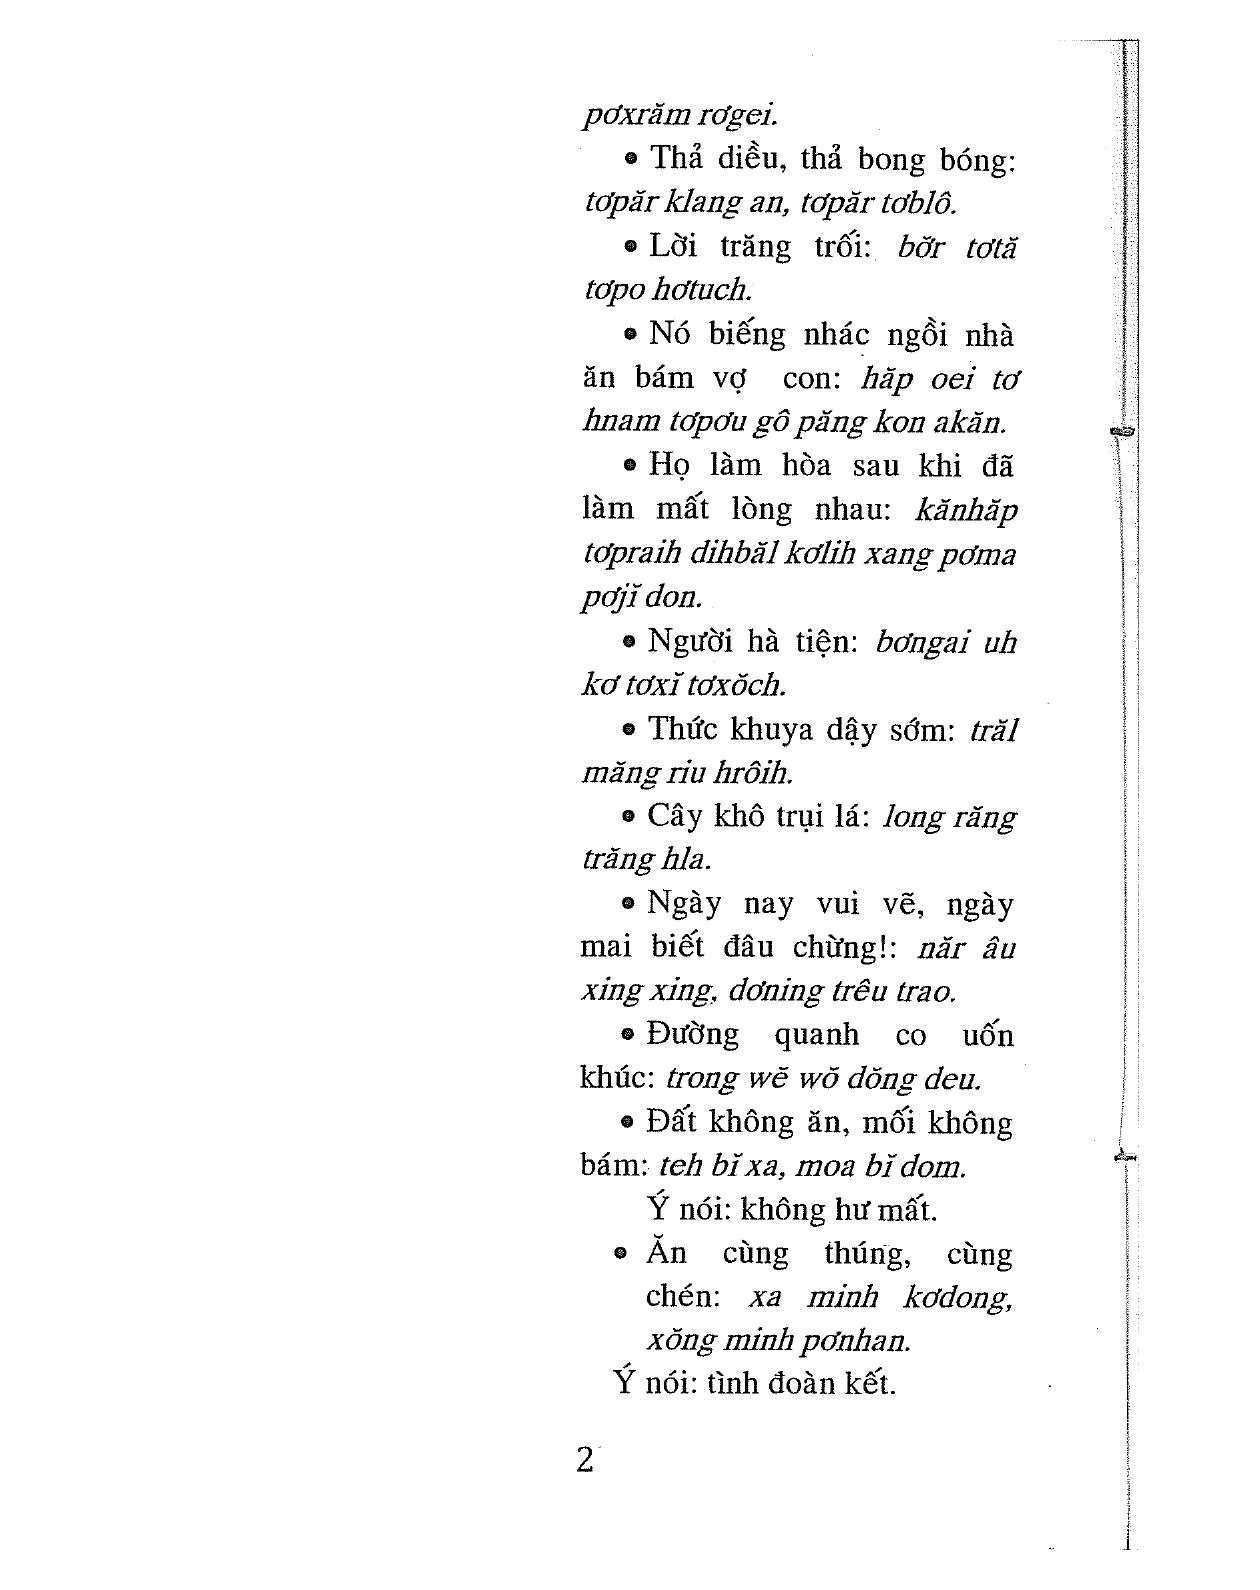 pơxrăm rơgei.
• Thả diều, thả bong bóng:
tơpăr klang an, tơpăr tơblô.
• Lời trăng trối: bơ̆r tơtă
tơpo hơtuch.
• Nó biếng nhác ngồi nhà
ăn bám vợ con: hăp oei tơ
hnam tơpơu gô păng kon akăn.
• Họ làm hòa sau khi đã
làm mất lòng nhau: kănhăp
tơpraih dihbăl kơlih xang pơma
pơjĭ don.
• Người hà tiện: bơngai uh
kơ tơxĭ tơxŏch.
• Thức khuya dậy sớm: trăl
măng riu hrôih.
• Cây khô trụi lá: long răng
trăng hla.
• Ngày nay vui vẽ, ngày
mai biết đâu chừng!: năr âu
xing xing, dơning trêu trao.
• Đường quanh co uốn
khúc: trong wĕ wŏ dŏng deu.
• Đất không ăn, mối không
bám: teh bĭ xa, moa bĭ dom.
Ý nói: không hư mất.
• Ăn cùng thúng, cùng
chén: xa minh kơdong,
xŏng minh pơnhan.
Ý nói: tình đoàn kết.
2